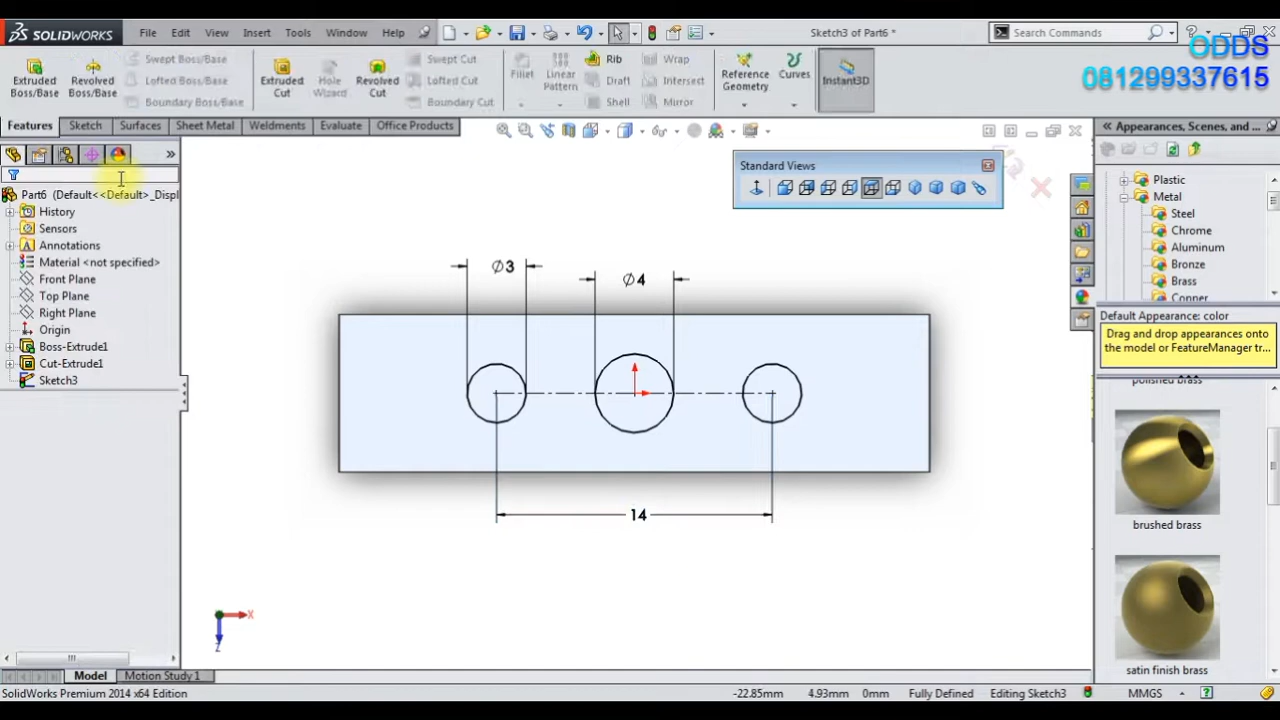 SOLIDWORKS File Edit View Insert Tools Window Help Sketch3 of Part6 * Search Commands
ODDS
081299337615
Extruded Boss/Base
Revolved Boss/Base
Swept Boss/Base
Lofted Boss/Base
Boundary Boss/Base
Extruded Cut
Hole Wizard
Revolved Cut
Swept Cut
Lofted Cut
Boundary Cut
Fillet
Linear Pattern
Rib
Draft
Shell
Wrap
Intersect
Mirror
Reference Geometry
Curves
Instant3D
Features Sketch Surfaces Sheet Metal Weldments Evaluate Office Products
Part6 (Default<<Default>_Displ
History
Sensors
Annotations
Material <not specified>
Front Plane
Top Plane
Right Plane
Origin
Boss-Extrude1
Cut-Extrude1
Sketch3
Standard Views
∅3
∅4
14
X
Z
Appearances, Scenes, and...
Plastic
Metal
Steel
Chrome
Aluminum
Bronze
Brass
Copper
Default Appearance: color
Drag and drop appearances onto
the model or FeatureManager tr...
polished brass
brushed brass
satin finish brass
Model Motion Study 1
SolidWorks Premium 2014 x64 Edition -22.85mm 4.93mm 0mm Fully Defined Editing Sketch3 MMGS